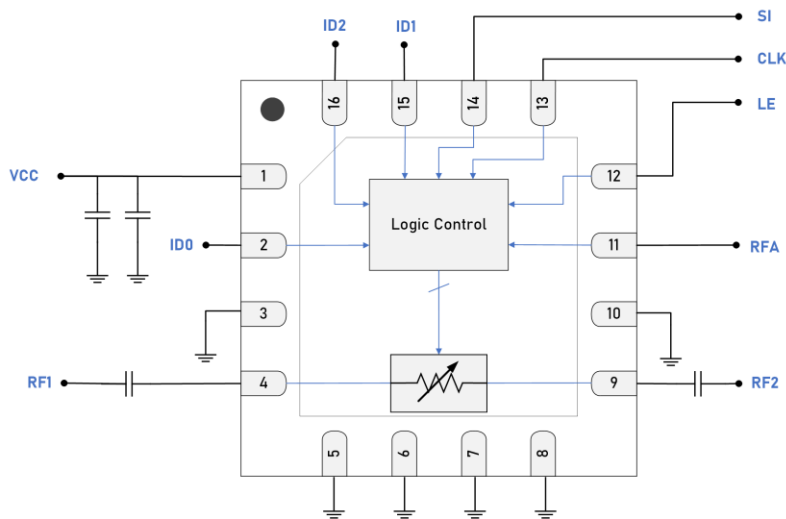 SI
ID2
ID1
CLK
16
15
14
13
LE
VCC
1
12
Logic Control
ID0
2
11
RFA
3
10
RF1
4
9
RF2
5
6
7
8